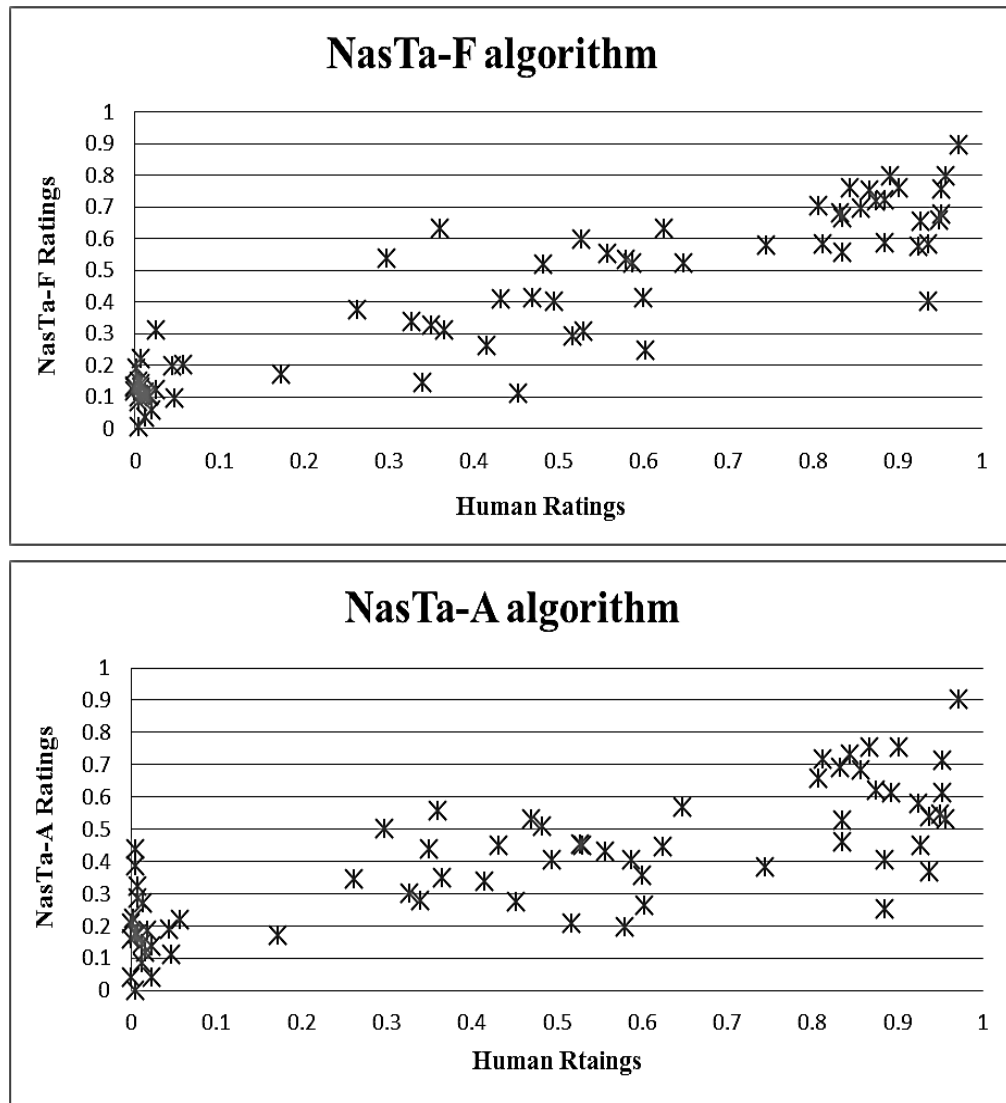 NasTa-F algorithm
NasTa-F Ratings
1
0.9
0.8
0.7
0.6
0.5
0.4
0.3
0.2
0.1
0
0 0.1 0.2 0.3 0.4 0.5 0.6 0.7 0.8 0.9 1
Human Ratings
NasTa-A algorithm
NasTa-A Ratings
1
0.9
0.8
0.7
0.6
0.5
0.4
0.3
0.2
0.1
0
0 0.1 0.2 0.3 0.4 0.5 0.6 0.7 0.8 0.9 1
Human Rtaings